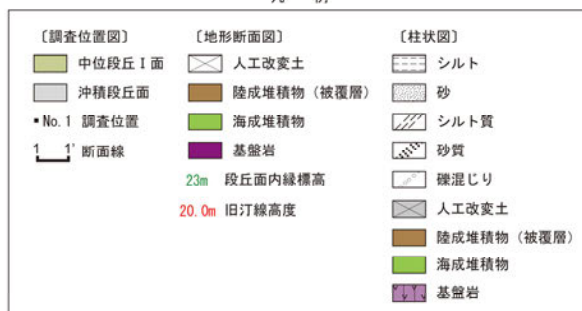 〔調査位置図〕
中位段丘Ⅰ面
沖積段丘面
▪No.1 調査位置
1 1' 断面線
〔地形断面図〕
人工改変土
陸成堆積物（被覆層）
海成堆積物
基盤岩
23m 段丘面内縁標高
20.0m 旧汀線高度
〔柱状図〕
シルト
砂
シルト質
砂質
礫混じり
人工改変土
陸成堆積物（被覆層）
海成堆積物
基盤岩